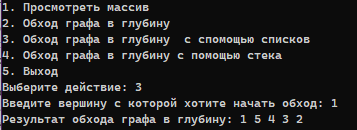 1. Просмотреть массив
2. Обход графа в глубину
3. Обход графа в глубину  с спомощью списков
4. Обход графа в глубину с помощью стека
5. Выход
Выберите действие: 3
Введите вершину с которой хотите начать обход: 1
Результат обхода графа в глубину: 1 5 4 3 2